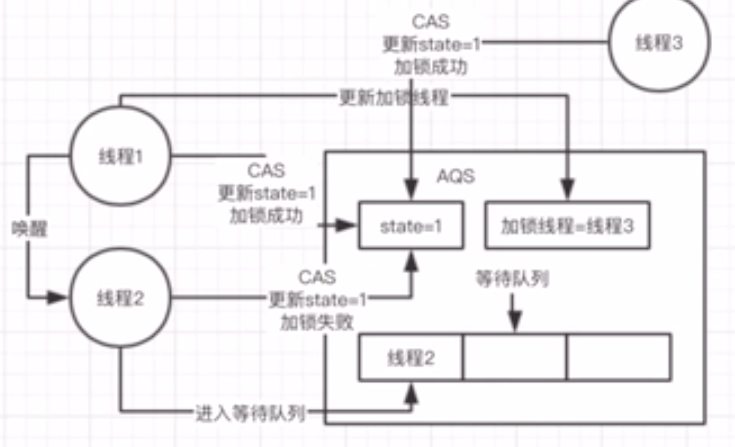 CAS
更新state=1
加锁成功
线程3
更新加锁线程
线程1
CAS
更新state=1
加锁成功
AQS
state=1
加锁线程=线程3
唤醒
线程2
CAS
更新state=1
加锁失败
等待队列
线程2
进入等待队列